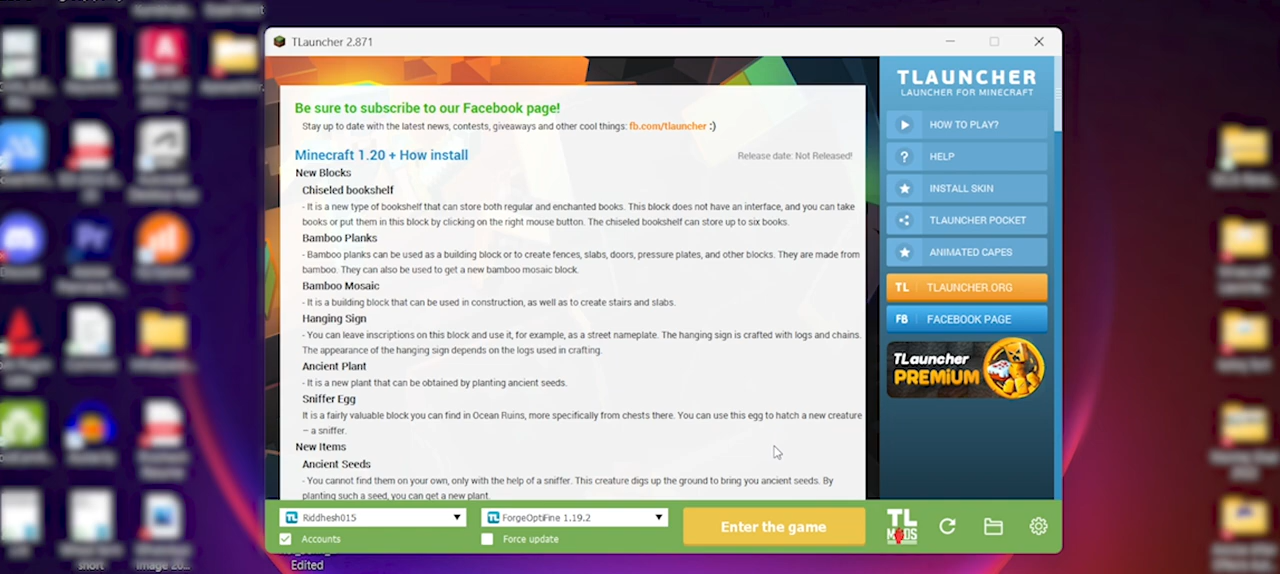 TLauncher 2.871
Be sure to subscribe to our Facebook page!
Stay up to date with the latest news, contests, giveaways and other cool things: fb.com/tlauncher :)
Minecraft 1.20 + How install
Release date: Not Released!
New Blocks
Chiseled bookshelf
- It is a new type of bookshelf that can store both regular and enchanted books. This block does not have an interface, and you can take
books or put them in this block by clicking on the right mouse button. The chiseled bookshelf can store up to six books.
Bamboo Planks
- Bamboo planks can be used as a building block or to create fences, slabs, doors, pressure plates, and other blocks. They are made from
bamboo. They can also be used to get a new bamboo mosaic block.
Bamboo Mosaic
- It is a building block that can be used in construction, as well as to create stairs and slabs.
Hanging Sign
- You can leave inscriptions on this block and use it, for example, as a street nameplate. The hanging sign is crafted with logs and chains.
The appearance of the hanging sign depends on the logs used in crafting.
Ancient Plant
- It is a new plant that can be obtained by planting ancient seeds.
Sniffer Egg
It is a fairly valuable block you can find in Ocean Ruins, more specifically from chests there. You can use this egg to hatch a new creature
– a sniffer.
New Items
Ancient Seeds
- You cannot find them on your own, only with the help of a sniffer. This creature digs up the ground to bring you ancient seeds. By
planting such a seed, you can get a new plant.
TLAUNCHER
LAUNCHER FOR MINECRAFT
HOW TO PLAY?
? HELP
INSTALL SKIN
TLAUNCHER POCKET
ANIMATED CAPES
TL TLAUNCHER.ORG
FB FACEBOOK PAGE
TLauncher
PREMIUM
TL Riddhesh015
TL ForgeOptiFine 1.19.2
Enter the game
TL
MODS
Accounts
Force update
Edited
short